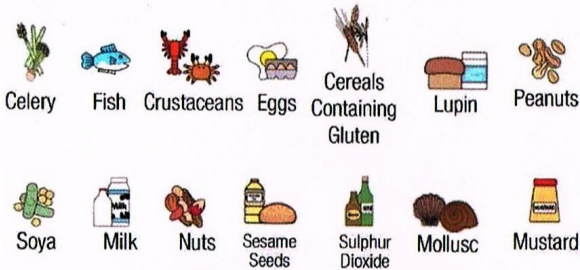 Celery Fish Crustaceans Eggs Cereals Containing Gluten Lupin Peanuts
Soya Milk Nuts Sesame Seeds Sulphur Dioxide Mollusc Mustard